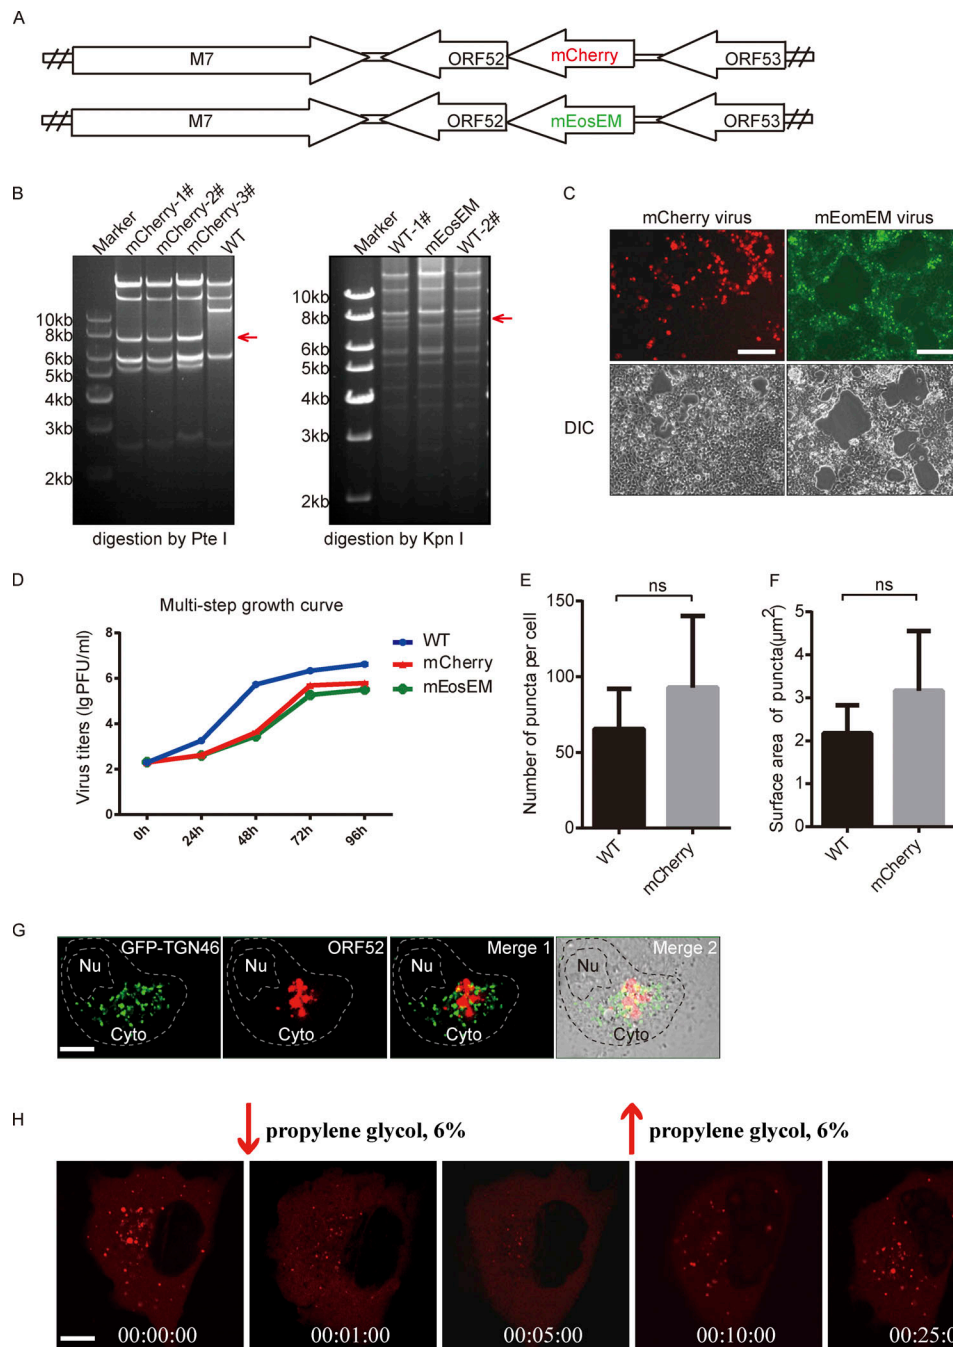 A
M7
ORF52
mCherry
ORF53
M7
ORF52
mEosEM
ORF53
B
Marker
mCherry-1#
mCherry-2#
mCherry-3#
WT
10kb
8kb
6kb
5kb
4kb
3kb
2kb
digestion by Pte I
Marker
WT-1#
mEosEM
WT-2#
10kb
8kb
6kb
5kb
4kb
3kb
2kb
digestion by Kpn I
C
mCherry virus
mEomEM virus
DIC
D
Multi-step growth curve
Virus titers (lgPFU/ml)
8
6
4
2
0
0h
24h
48h
72h
96h
WT
mCherry
mEosEM
E
ns
Number of puncta per cell
150
100
50
0
WT
mCherry
F
ns
Surface area of puncta(µm²)
5
4
3
2
1
0
WT
mCherry
G
GFP-TGN46
Nu
Cyto
ORF52
Nu
Cyto
Merge 1
Nu
Cyto
Merge 2
Nu
Cyto
H
propylene glycol, 6%
propylene glycol, 6%
00:00:00
00:01:00
00:05:00
00:10:00
00:25:0